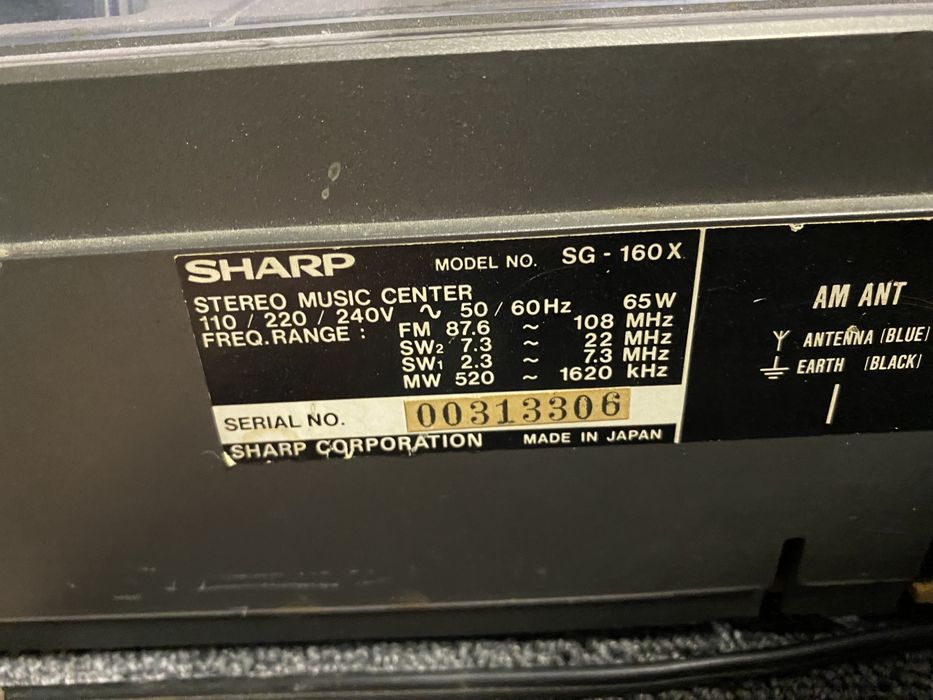 SHARP MODEL NO. SG - 160 X
STEREO MUSIC CENTER
110 / 220 / 240V ~ 50 / 60Hz 65W
FREQ. RANGE : FM 87.6 ~ 108 MHz
SW2 7.3 ~ 22 MHz
SW1 2.3 ~ 7.3 MHz
MW 520 ~ 1620 kHz
SERIAL NO. 00313306
SHARP CORPORATION MADE IN JAPAN
AM ANT
ANTENNA (BLUE)
EARTH (BLACK)